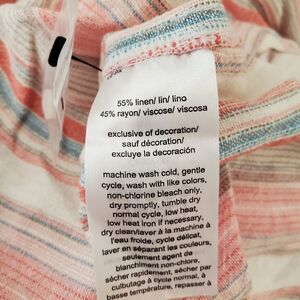 55% linen/ lin/ lino
45% rayon/ viscose/ viscosa
exclusive of decoration/
sauf décoration/
excluye la decoración
machine wash cold, gentle
cycle, wash with like colors,
non-chlorine bleach only,
dry promptly, tumble dry
normal cycle, low heat,
low heat iron if necessary,
dry clean/laver à la machine à
l'eau froide, cycle délicat,
laver en séparant les couleurs,
seulement agent de
blanchiment non-chloré,
sécher rapidement, sécher par
culbutage à cycle normal, à
basse température, repasser à